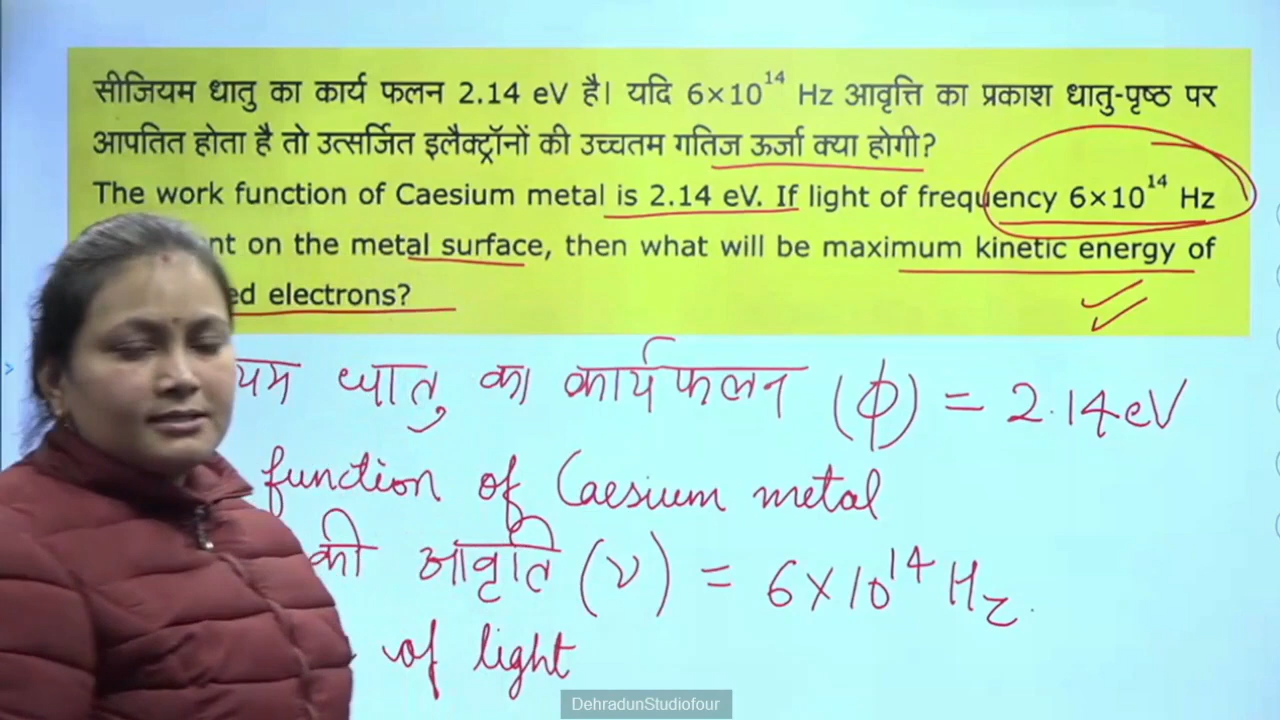 सीजियम धातु का कार्य फलन 2.14 eV है। यदि 6×10¹⁴ Hz आवृत्ति का प्रकाश धातु-पृष्ठ पर
आपतित होता है तो उत्सर्जित इलैक्ट्रॉनों की उच्चतम गतिज ऊर्जा क्या होगी?
The work function of Caesium metal is 2.14 eV. If light of frequency 6×10¹⁴ Hz
on the metal surface, then what will be maximum kinetic energy of
electrons?
धातु का कार्यफलन (ϕ) = 2.14eV
function of Caesium metal
की आवृति (ν) = 6×10¹⁴ Hz
of light
DehradunStudiofour